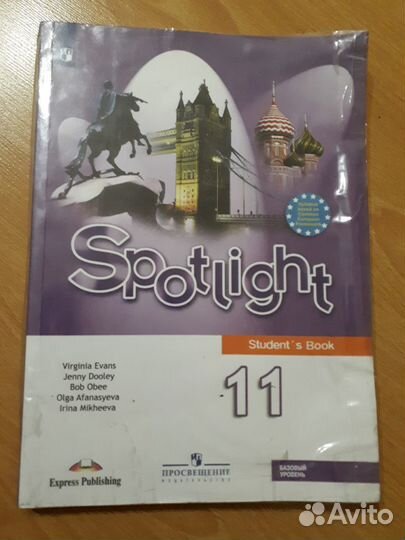 Spotlight
Student's Book
Virginia Evans
Jenny Dooley
Bob Obee
Olga Afanasyeva
Irina Mikheeva
11
Express Publishing
ПРОСВЕЩЕНИЕ
ИЗДАТЕЛЬСТВО
БАЗОВЫЙ
УРОВЕНЬ
Avito